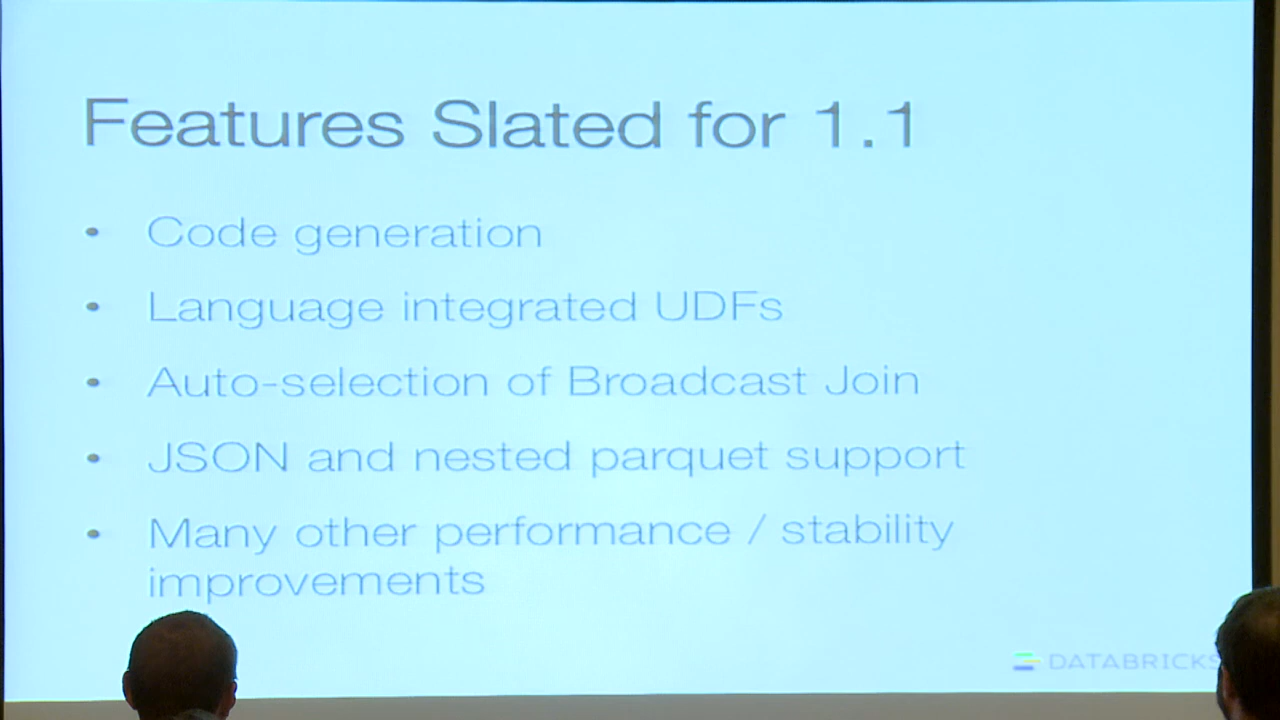 Features Slated for 1.1
• Code generation
• Language integrated UDFs
• Auto-selection of Broadcast Join
• JSON and nested parquet support
• Many other performance / stability
improvements
DATABRICKS